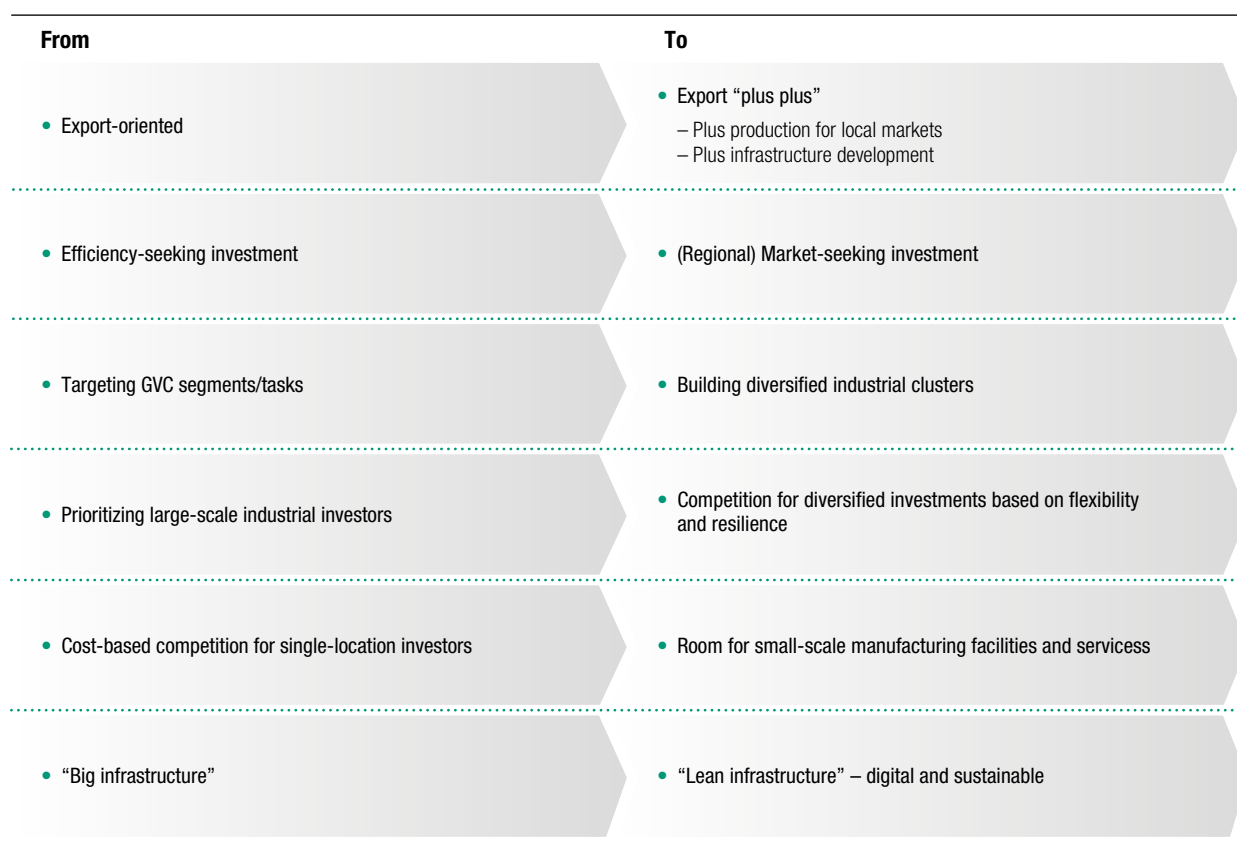 From
To
• Export-oriented
• Export “plus plus”
– Plus production for local markets
– Plus infrastructure development
• Efficiency-seeking investment
• (Regional) Market-seeking investment
• Targeting GVC segments/tasks
• Building diversified industrial clusters
• Prioritizing large-scale industrial investors
• Competition for diversified investments based on flexibility
and resilience
• Cost-based competition for single-location investors
• Room for small-scale manufacturing facilities and servicess
• “Big infrastructure”
• “Lean infrastructure” – digital and sustainable